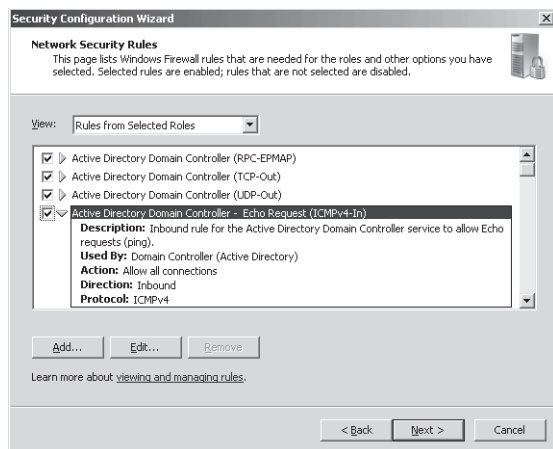 Security Configuration Wizard
Network Security Rules
This page lists Windows Firewall rules that are needed for the roles and other options you have
selected. Selected rules are enabled; rules that are not selected are disabled.
View: Rules from Selected Roles
Active Directory Domain Controller (RPC-EPMAP)
Active Directory Domain Controller (TCP-Out)
Active Directory Domain Controller (UDP-Out)
Active Directory Domain Controller - Echo Request (ICMPv4-In)
Description: Inbound rule for the Active Directory Domain Controller service to allow Echo
requests (ping).
Used By: Domain Controller (Active Directory)
Action: Allow all connections
Direction: Inbound
Protocol: ICMPv4
Add... Edit... Remove
Learn more about viewing and managing rules.
< Back Next > Cancel